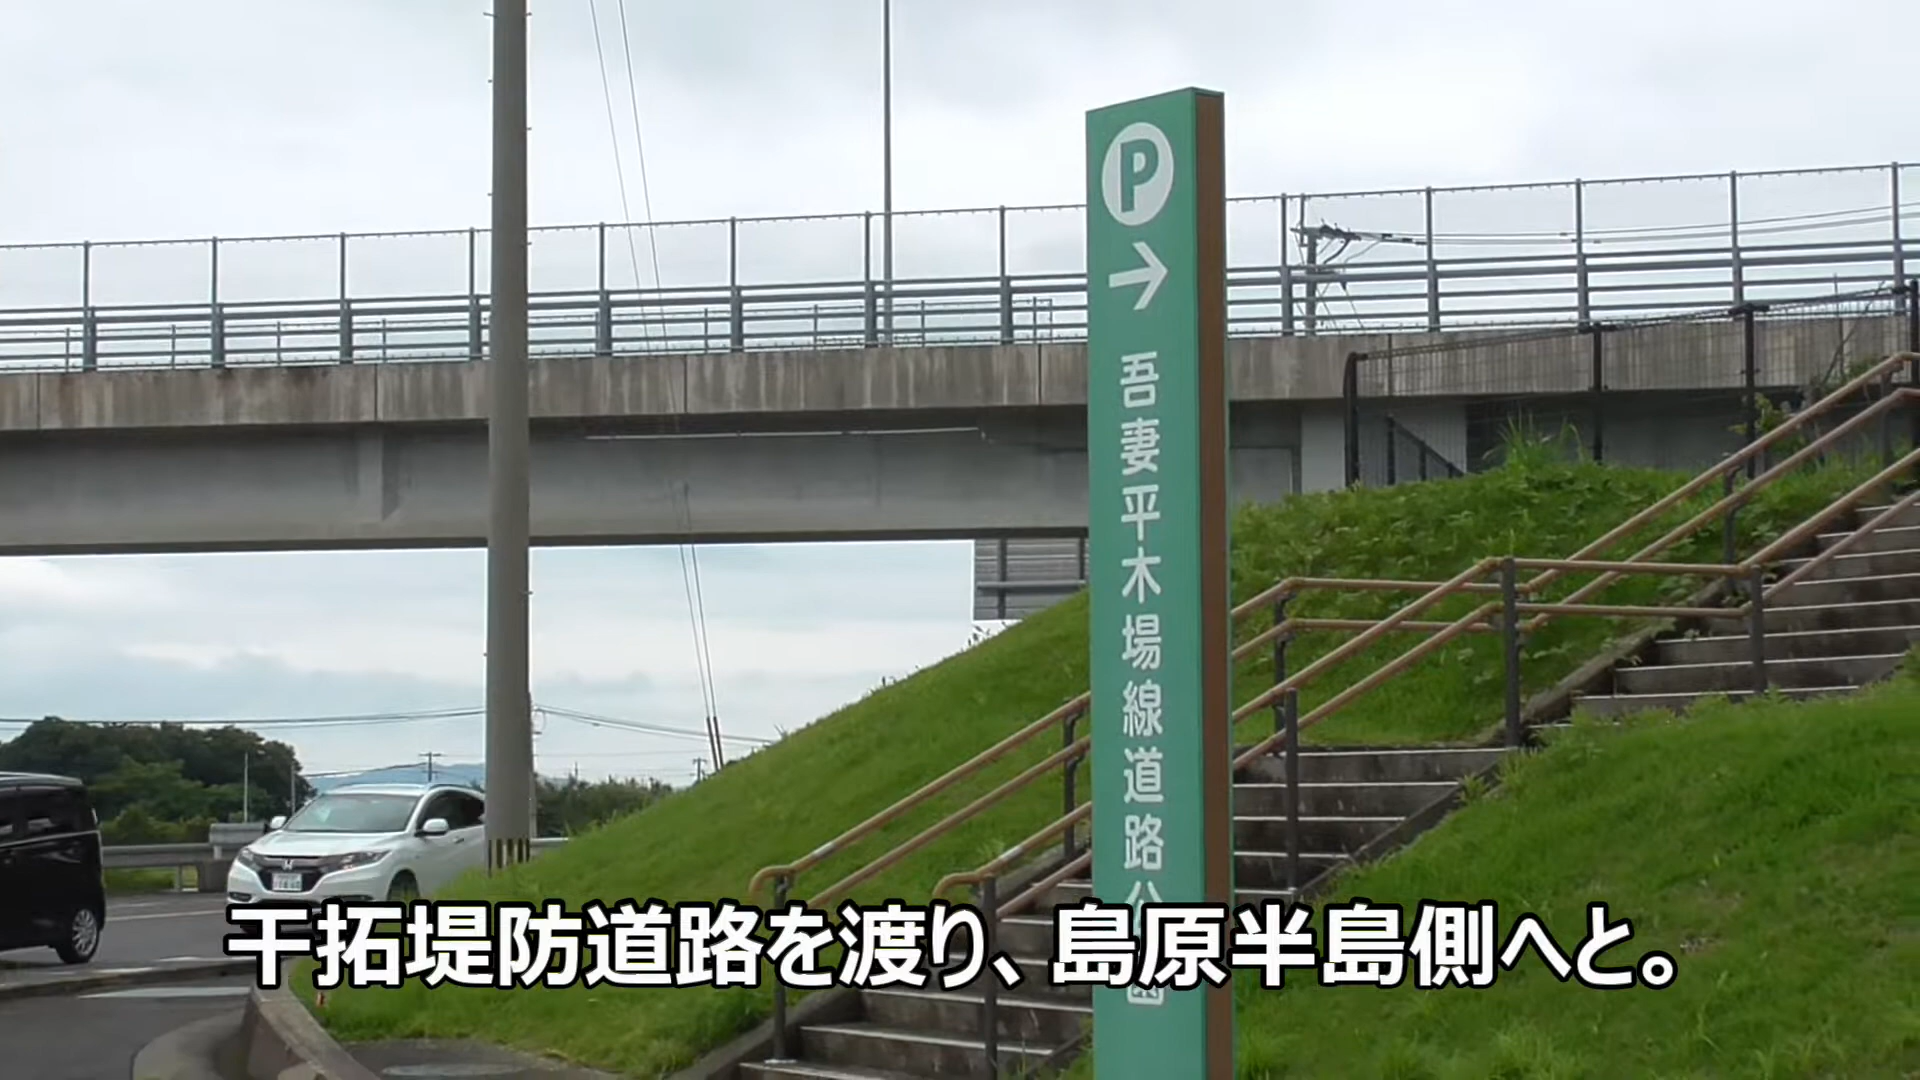 P
→
吾妻平木場線道路公園
干拓堤防道路を渡り、島原半島側へと。